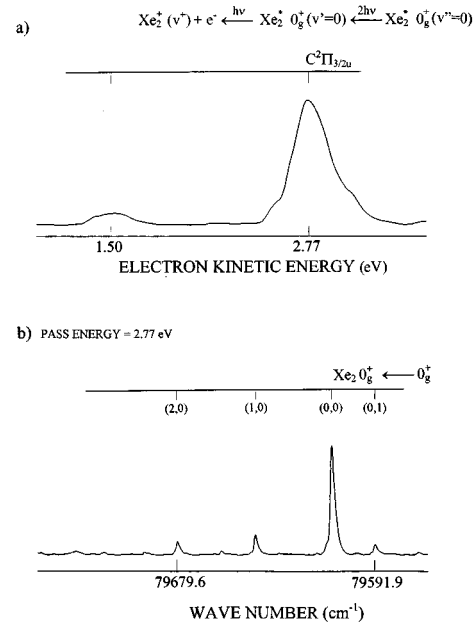 a)
Xe₂⁺ (v⁺) + e⁻ ←hν Xe₂* 0g⁺(v'=0) ←2hν Xe₂* 0g⁺(v"=0)
C²Π3/2u
1.50 2.77
ELECTRON KINETIC ENERGY (eV)
b) PASS ENERGY = 2.77 eV
Xe₂ 0g⁺ ← 0g⁺
(2,0) (1,0) (0,0) (0,1)
79679.6 79591.9
WAVE NUMBER (cm⁻¹)